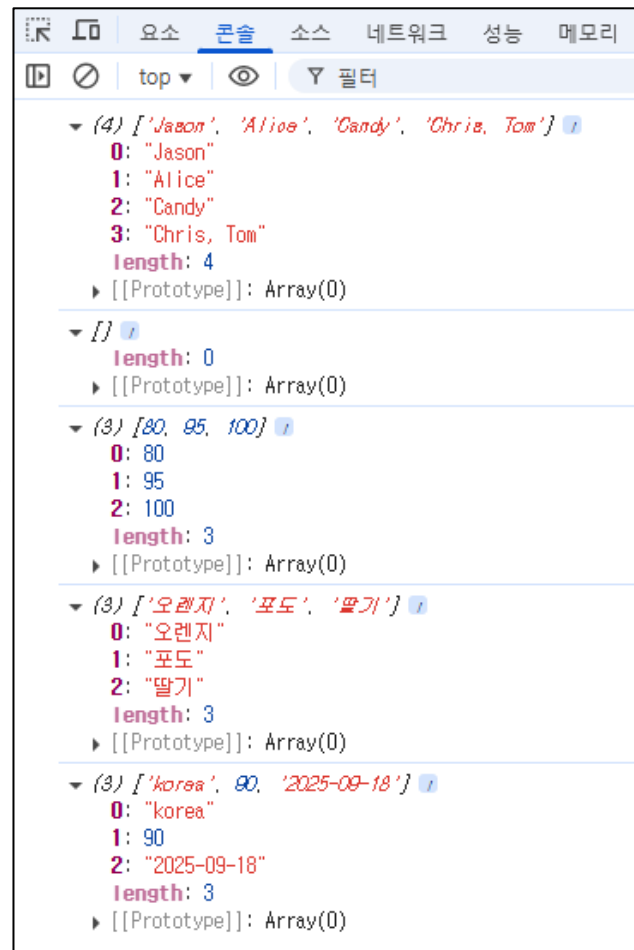 요소 콘솔 소스 네트워크 성능 메모리
top 필터
(4) ['Jason', 'Alice', 'Candy', 'Chris, Tom'] i
0: "Jason"
1: "Alice"
2: "Candy"
3: "Chris, Tom"
length: 4
[[Prototype]]: Array(0)
[] i
length: 0
[[Prototype]]: Array(0)
(3) [80, 95, 100] i
0: 80
1: 95
2: 100
length: 3
[[Prototype]]: Array(0)
(3) ['오렌지', '포도', '딸기'] i
0: "오렌지"
1: "포도"
2: "딸기"
length: 3
[[Prototype]]: Array(0)
(3) ['korea', 90, '2025-09-18'] i
0: "korea"
1: 90
2: "2025-09-18"
length: 3
[[Prototype]]: Array(0)